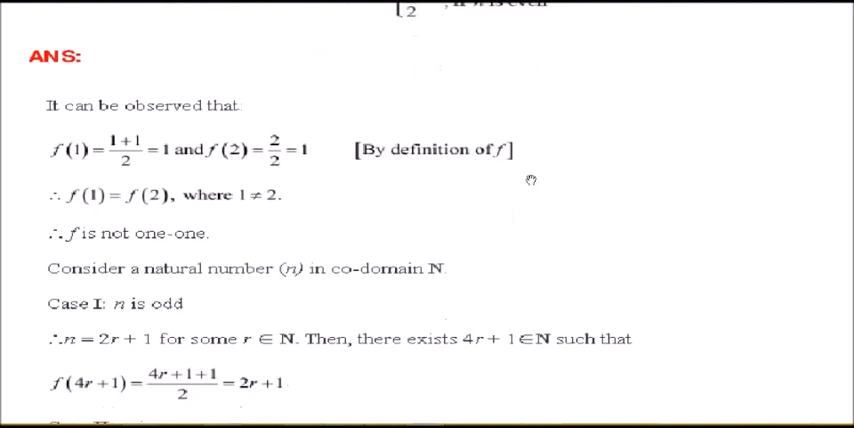 2
ANS:
It can be observed that:
f(1) = (1+1)/2 = 1 and f(2) = 2/2 = 1 [By definition of f]
∴ f(1) = f(2), where 1 ≠ 2.
∴ f is not one-one.
Consider a natural number (n) in co-domain N.
Case I: n is odd
∴ n = 2r + 1 for some r ∈ N. Then, there exists 4r + 1 ∈ N such that
f(4r+1) = (4r+1+1)/2 = 2r+1.